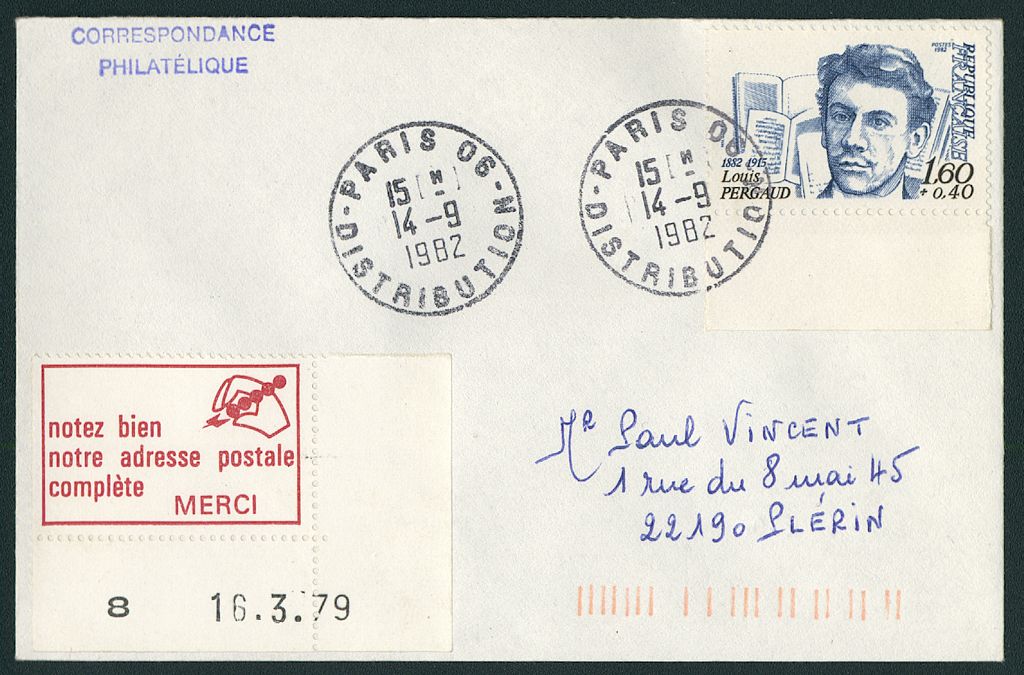 CORRESPONDANCE
PHILATÉLIQUE
POSTES
1982
REPUBLIQUE
FRANÇAISE
1882 1915
Louis
PERGAUD
1.60
+ 0,40
PARIS 06
15 H
14 - 9
1982
DISTRIBUTION
PARIS 06
15 H
14 - 9
1982
DISTRIBUTION
notez bien
notre adresse postale
complète
MERCI
8 16.3.79
Mr Paul VINCENT
1 rue du 8 mai 45
22190 PLÉRIN